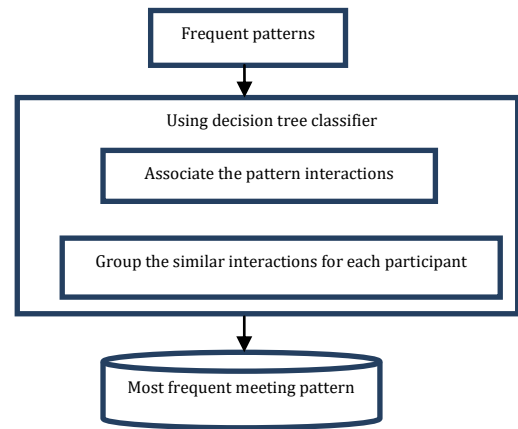 Frequent patterns
Using decision tree classifier
Associate the pattern interactions
Group the similar interactions for each participant
Most frequent meeting pattern